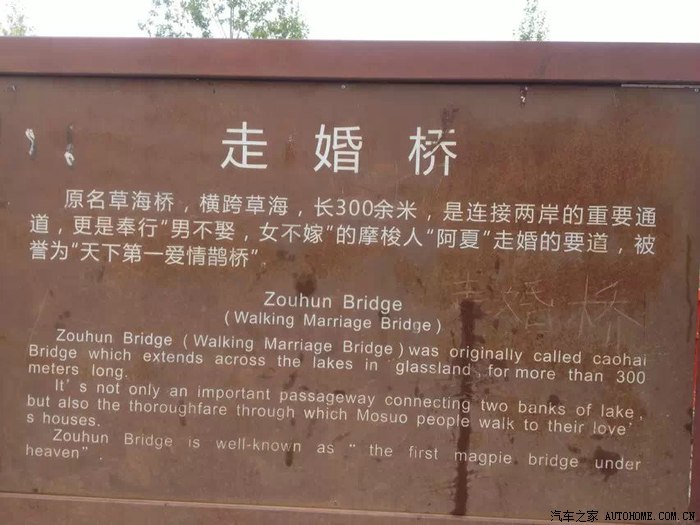 走婚桥
原名草海桥，横跨草海，长300余米，是连接两岸的重要通
道，更是奉行“男不娶，女不嫁”的摩梭人“阿夏”走婚的要道，被
誉为“天下第一爱情鹊桥”
Zouhun Bridge
(Walking Marriage Bridge)
走婚桥
Zouhun Bridge (Walking Marriage Bridge) was originally called caohai
Bridge which extends across the lakes in glassland, for more than 300
meters long.
It's not only an important passageway connecting two banks of lake,
but also the thoroughfare through which Mosuo people walk to their love'
s houses.
Zouhun Bridge is well-known as “ the first magpie bridge under
heaven”
汽车之家 AUTOHOME.COM.CN